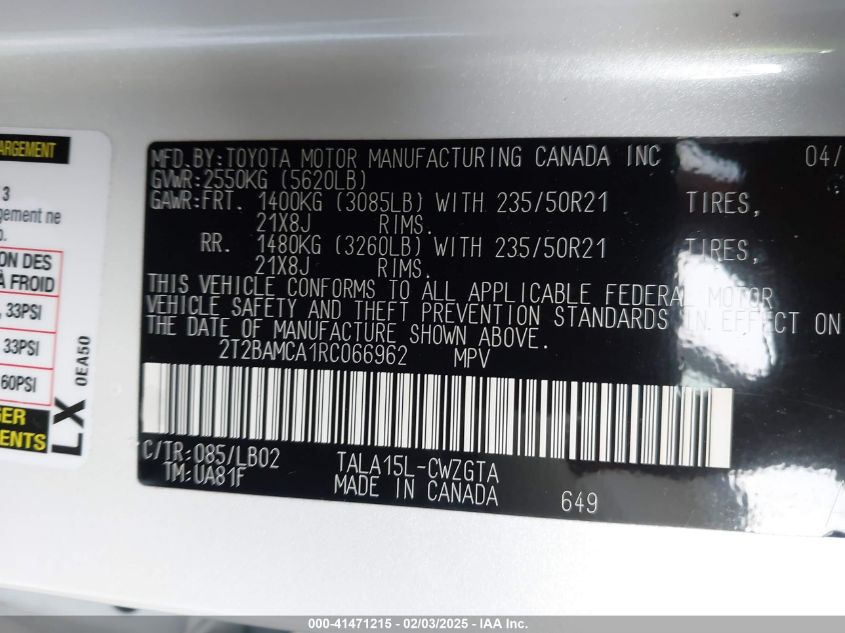 ARGEMENT
3
gement ne
ON DES
À FROID
, 33PSI
33PSI
60PSI
GER
MENTS
LX
0EA50
MFD.BY:TOYOTA MOTOR MANUFACTURING CANADA INC 04/
GVWR:2550KG (5620LB)
GAWR:FRT. 1400KG (3085LB) WITH 235/50R21 TIRES,
21X8J RIMS.
RR. 1480KG (3260LB) WITH 235/50R21 TIRES,
21X8J RIMS.
THIS VEHICLE CONFORMS TO ALL APPLICABLE FEDERAL MOTOR
VEHICLE SAFETY AND THEFT PREVENTION STANDARDS IN EFFECT ON
THE DATE OF MANUFACTURE SHOWN ABOVE.
2T2BAMCA1RC066962 MPV
C/TR:085/LB02 TALA15L-CWZGTA
TM:UA81F MADE IN CANADA 649
000-41471215 - 02/03/2025 - IAA Inc.